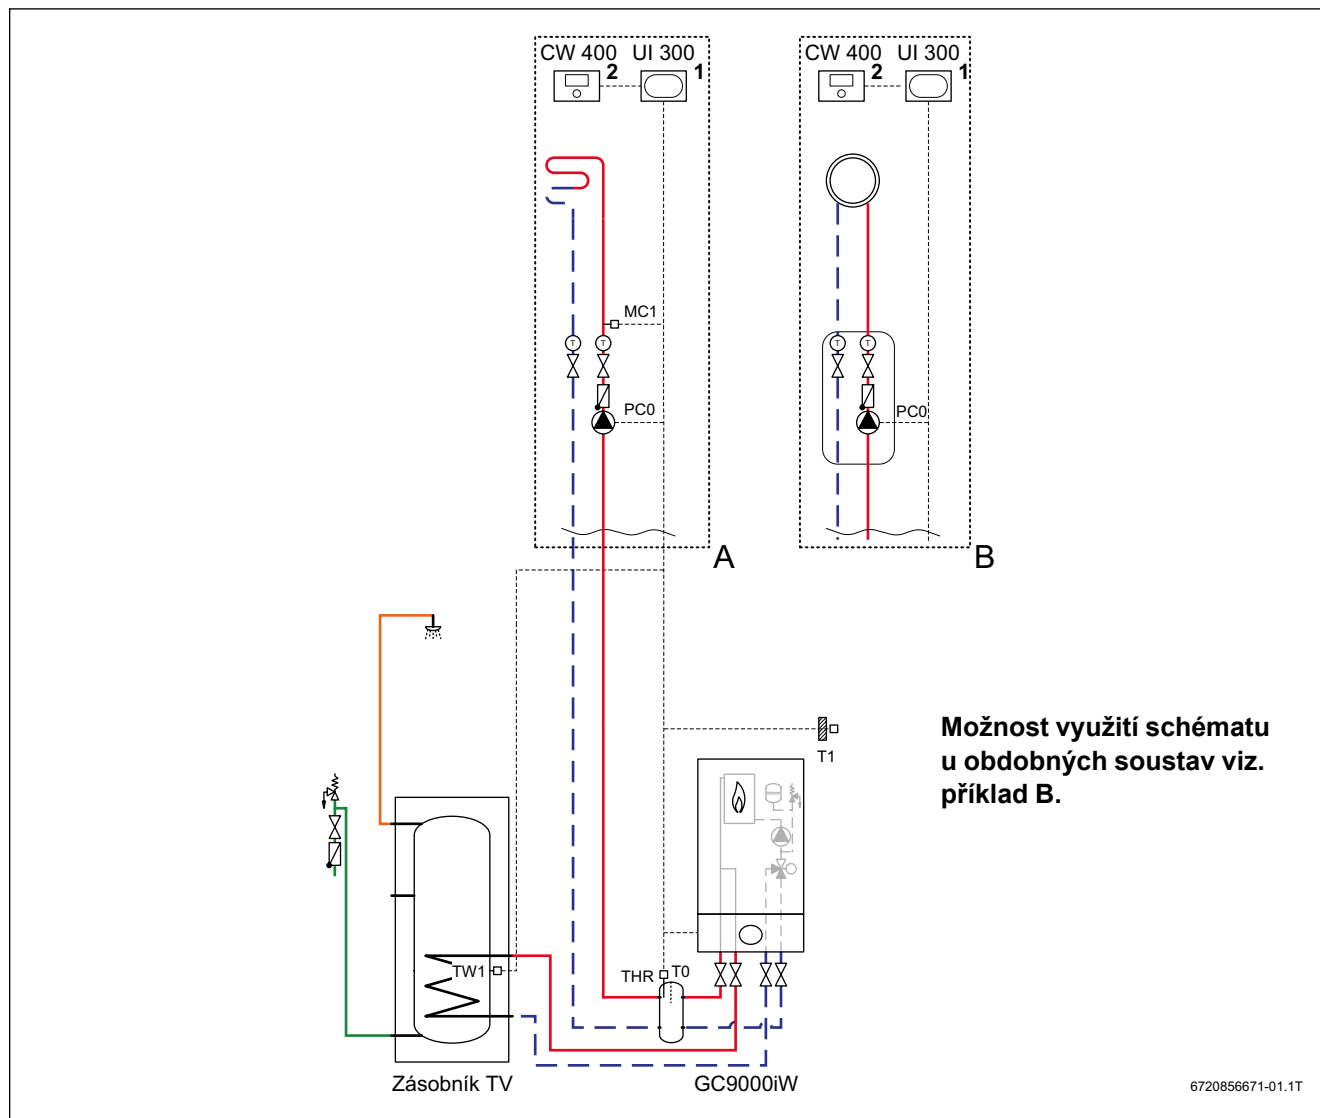 CW 400 UI 300
2 1
CW 400 UI 300
2 1
MC1
T T
PC0
T T
PC0
A
B
T1
Možnost využití schématu
u obdobných soustav viz.
příklad B.
TW1
THR T0
Zásobník TV
GC9000iW
6720856671-01.1T